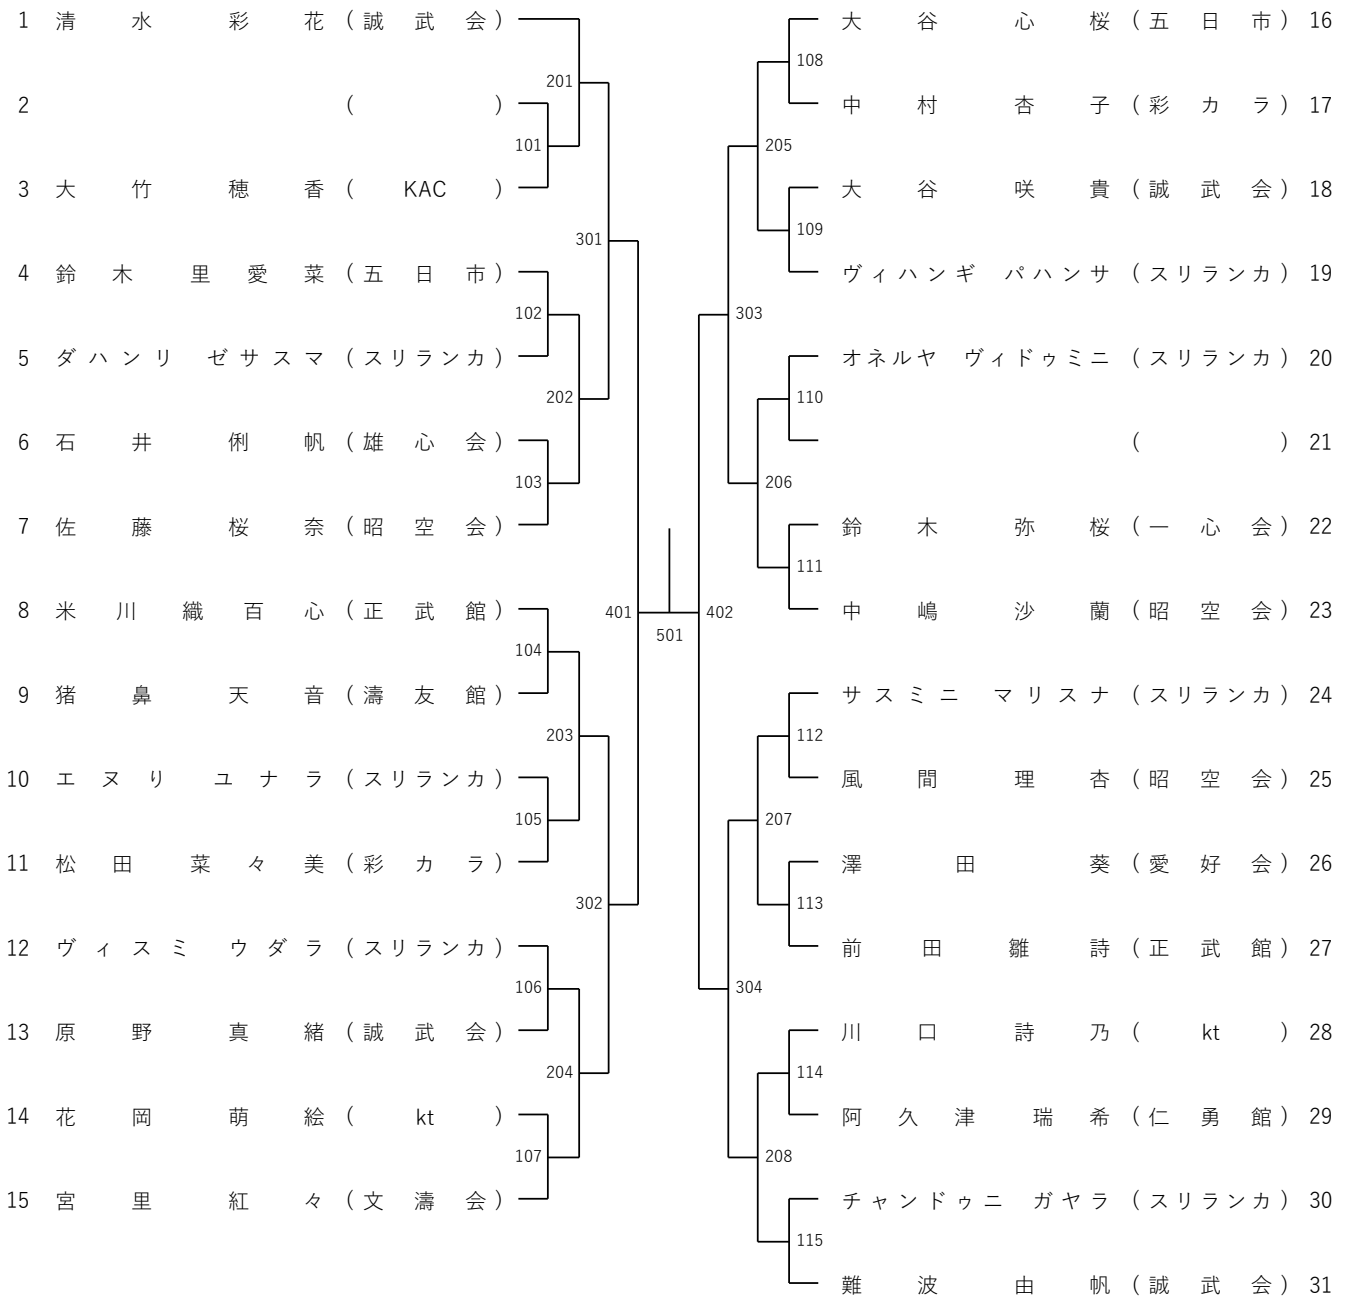 1 清水彩花 (誠武会)
2 ( )
3 大竹穂香 ( KAC )
4 鈴木里愛菜 (五日市)
5 ダハンリ ゼサスマ (スリランカ)
6 石井俐帆 (雄心会)
7 佐藤桜奈 (昭空会)
8 米川織百心 (正武館)
9 猪鼻天音 (濤友館)
10 エヌり ユナラ (スリランカ)
11 松田菜々美 (彩カラ)
12 ヴィスミ ウダラ (スリランカ)
13 原野真緒 (誠武会)
14 花岡萌絵 ( kt )
15 宮里紅々 (文濤会)
101
102
103
104
105
106
107
201
202
203
204
301
302
401
501
402
303
304
205
206
207
208
108
109
110
111
112
113
114
115
大谷心桜 (五日市) 16
中村杏子 (彩カラ) 17
大谷咲貴 (誠武会) 18
ヴィハンギ パハンサ (スリランカ) 19
オネルヤ ヴィドゥミニ (スリランカ) 20
( ) 21
鈴木弥桜 (一心会) 22
中嶋沙蘭 (昭空会) 23
サスミニ マリスナ (スリランカ) 24
風間理杏 (昭空会) 25
澤田葵 (愛好会) 26
前田雛詩 (正武館) 27
川口詩乃 ( kt ) 28
阿久津瑞希 (仁勇館) 29
チャンドゥニ ガヤラ (スリランカ) 30
難波由帆 (誠武会) 31